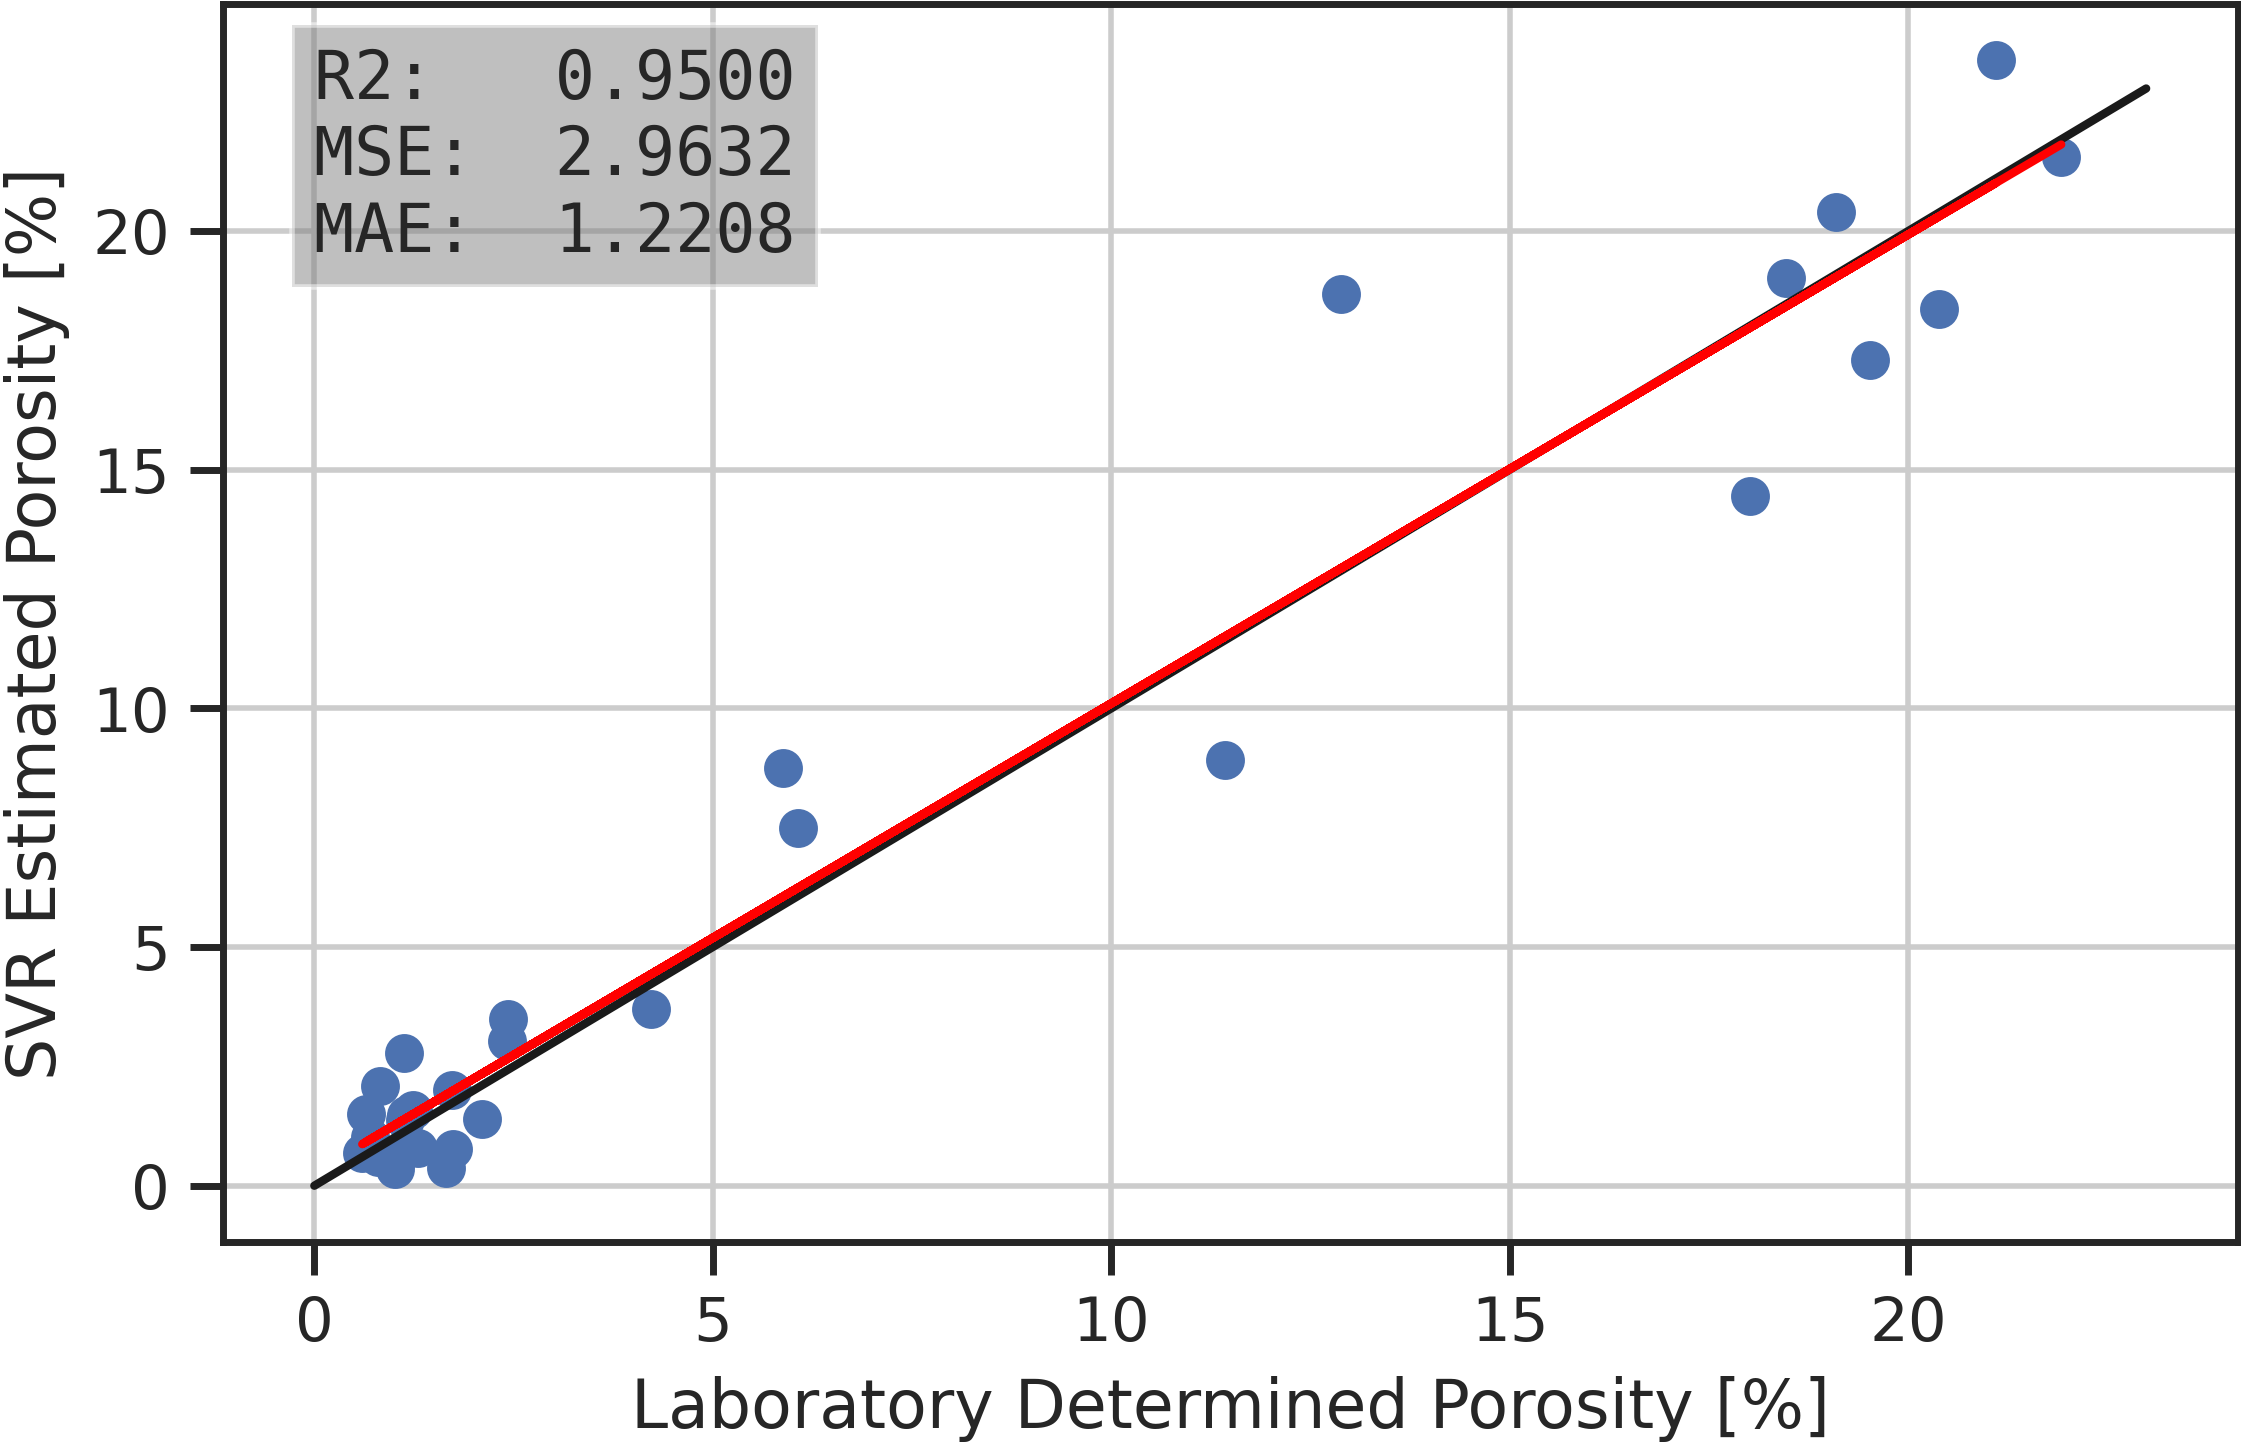 R2: 0.9500
MSE: 2.9632
MAE: 1.2208
SVR Estimated Porosity [%]
20
15
10
5
0
0 5 10 15 20
Laboratory Determined Porosity [%]